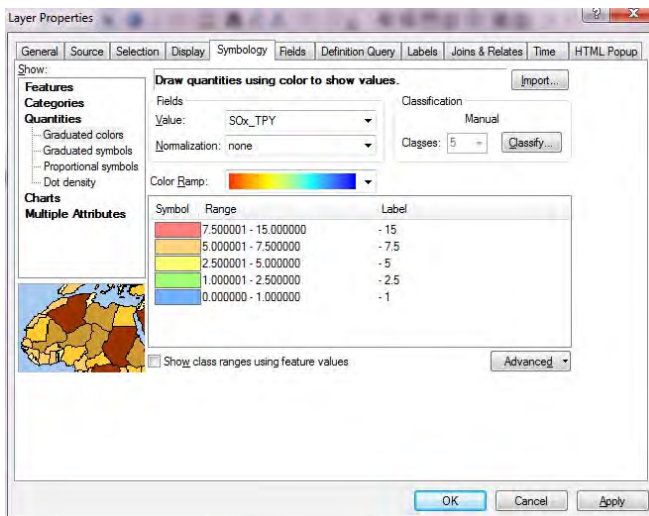 Layer Properties
General Source Selection Display Symbology Fields Definition Query Labels Joins & Relates Time HTML Popup
Show:
Features
Categories
Quantities
Graduated colors
Graduated symbols
Proportional symbols
Dot density
Charts
Multiple Attributes
Draw quantities using color to show values.
Import...
Fields
Value: SOx_TPY
Normalization: none
Classification
Manual
Classes: 5 Classify...
Color Ramp:
Symbol Range Label
7.500001 - 15.000000 - 15
5.000001 - 7.500000 - 7.5
2.500001 - 5.000000 - 5
1.000001 - 2.500000 - 2.5
0.000000 - 1.000000 - 1
Show class ranges using feature values
Advanced
OK Cancel Apply